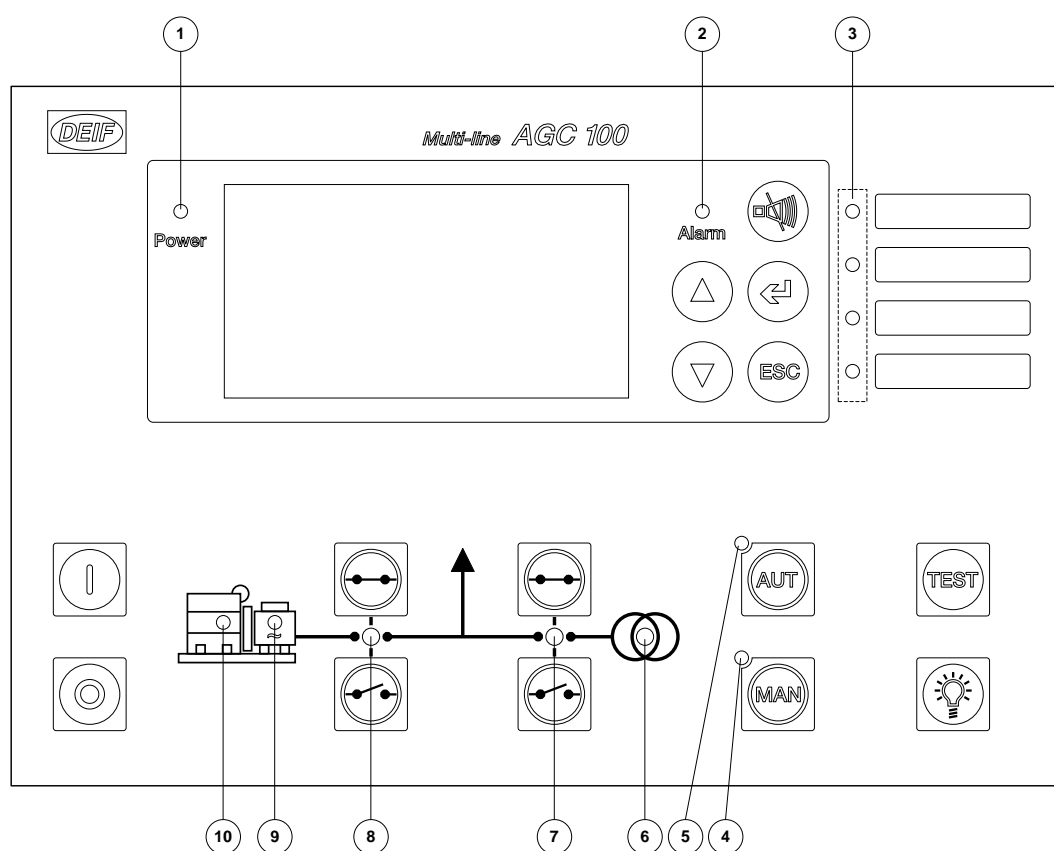 1 2 3
DEIF
Multi-line AGC 100
Power
Alarm
ESC
AUT
TEST
~
MAN
10 9 8 7 6 5 4